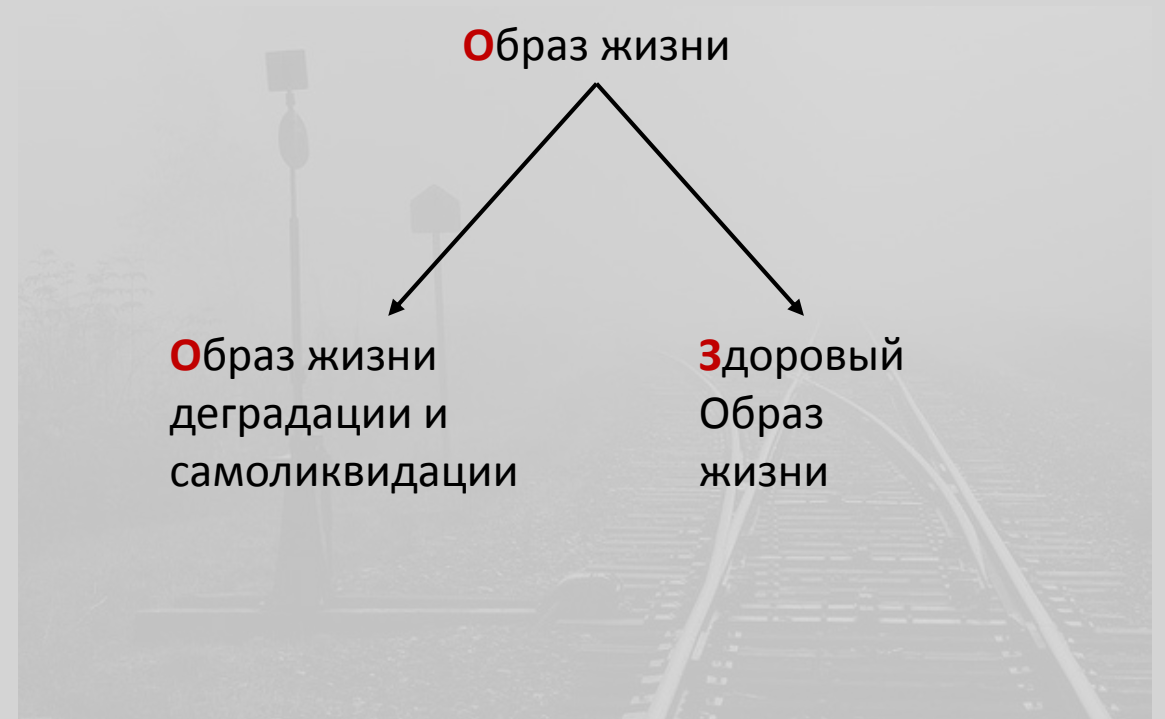 Образ жизни
Образ жизни
деградации и
самоликвидации
Здоровый
Образ
жизни